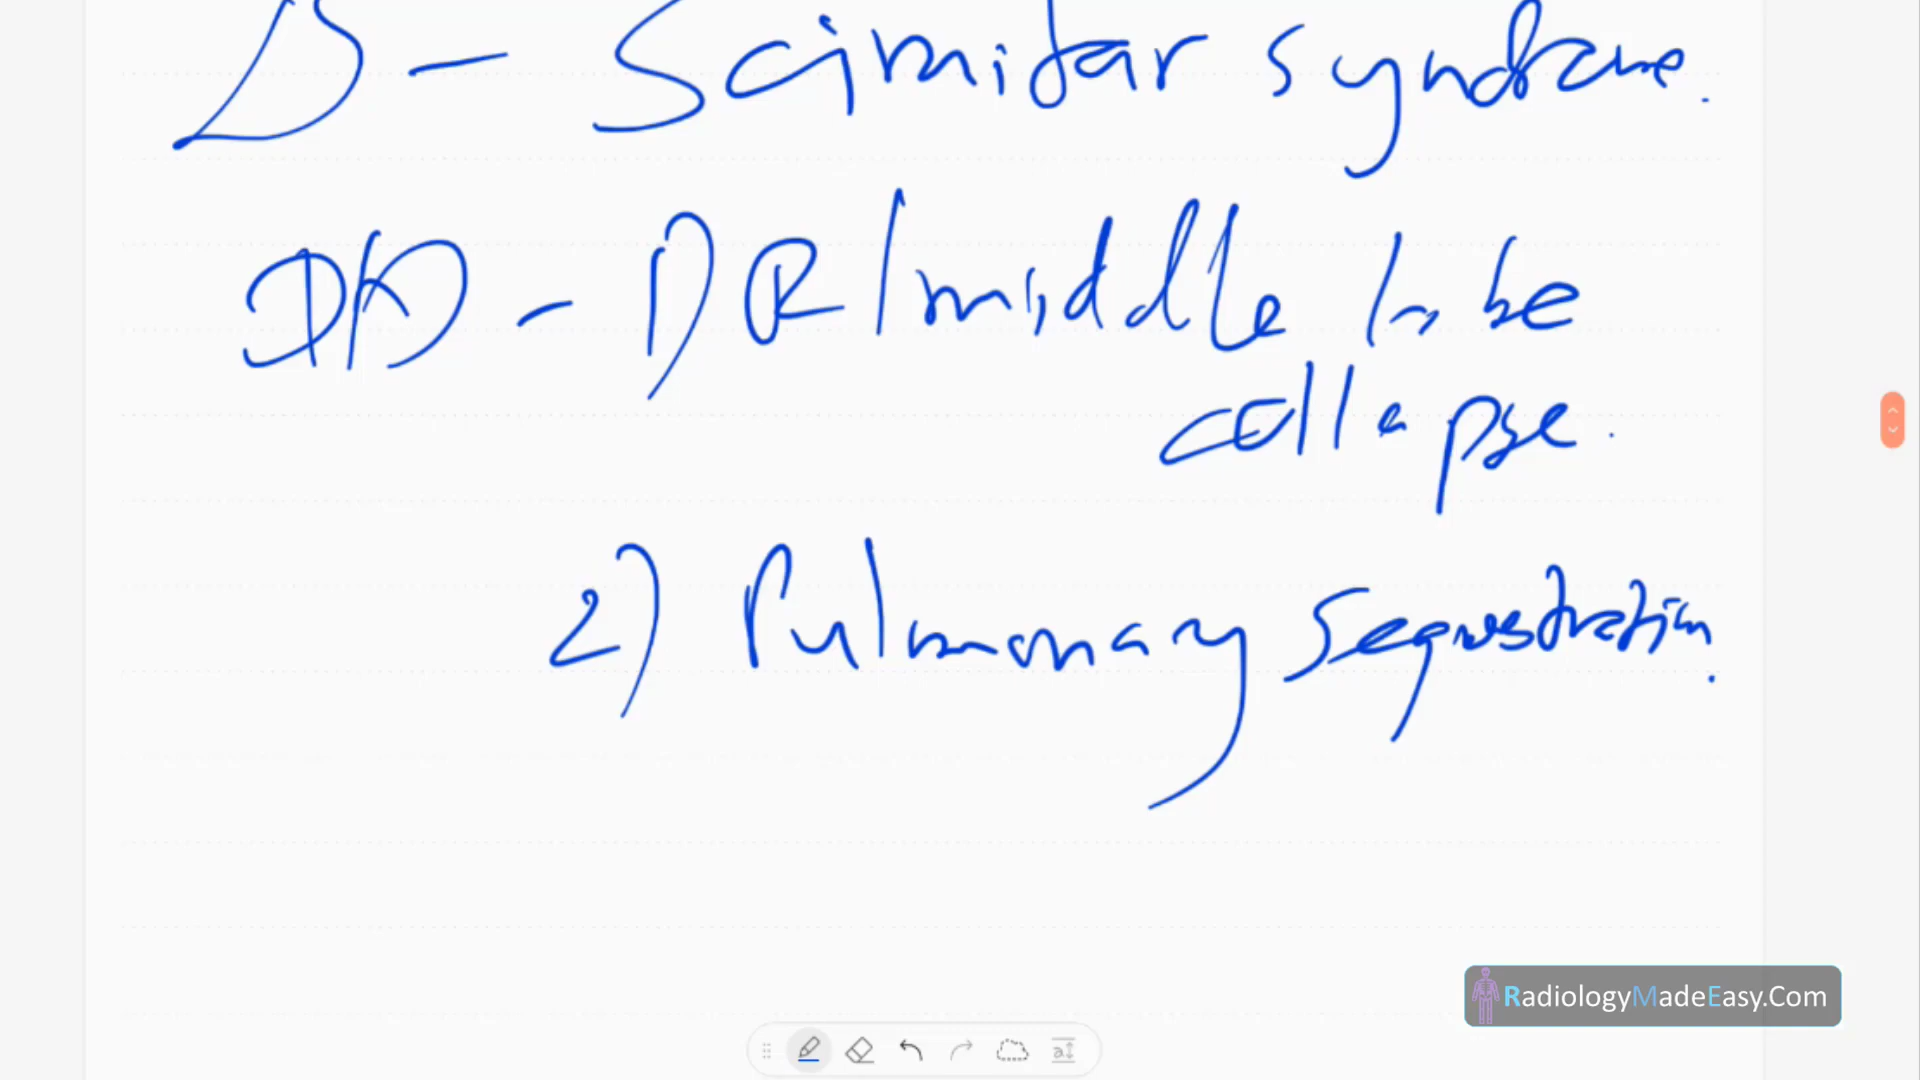 D - Scimitar syndrome.
DD - 1) R/middle lobe
collapse.
2) Pulmonary Sequestration.
RadiologyMadeEasy.Com